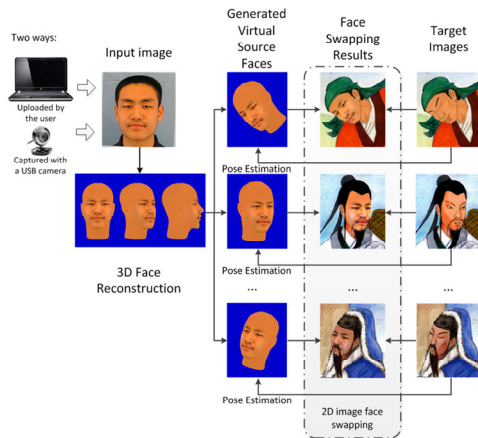 Two ways:
Uploaded by
the user
Captured with
a USB camera
Input image
3D Face
Reconstruction
Generated
Virtual
Source
Faces
Face
Swapping
Results
Target
Images
Pose Estimation
Pose Estimation
...
...
...
Pose Estimation
2D image face
swapping